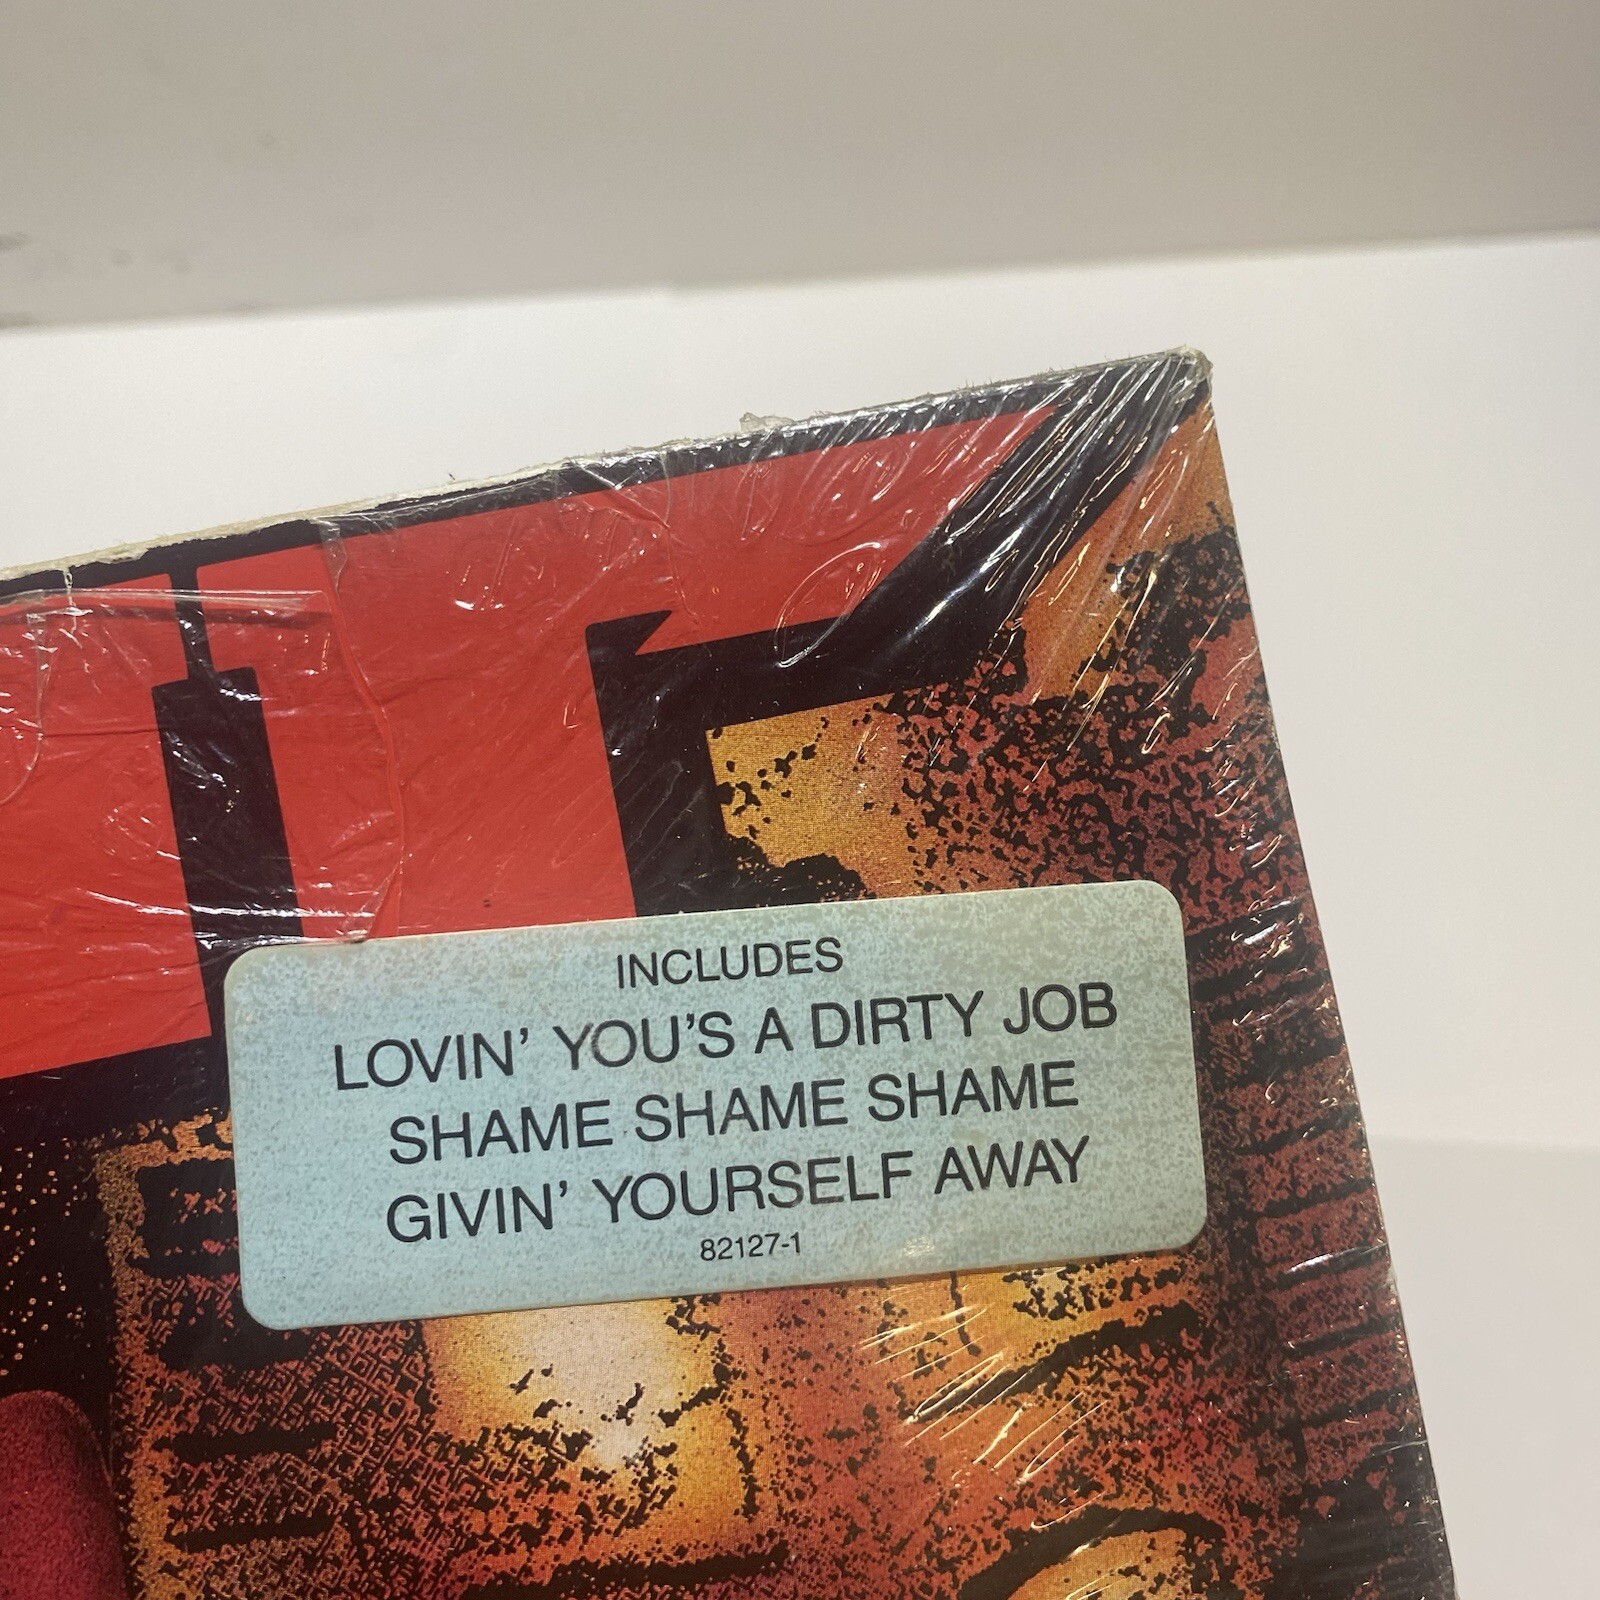 INCLUDES
LOVIN' YOU'S A DIRTY JOB
SHAME SHAME SHAME
GIVIN' YOURSELF AWAY
82127-1